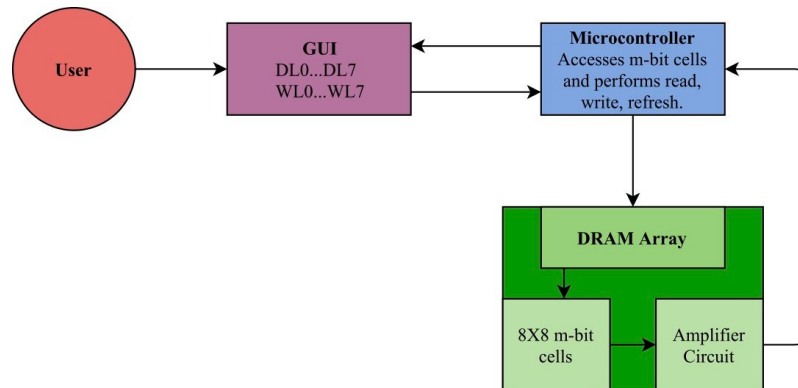 User
GUI
DL0...DL7
WL0...WL7
Microcontroller
Accesses m-bit cells
and performs read,
write, refresh.
DRAM Array
8X8 m-bit
cells
Amplifier
Circuit